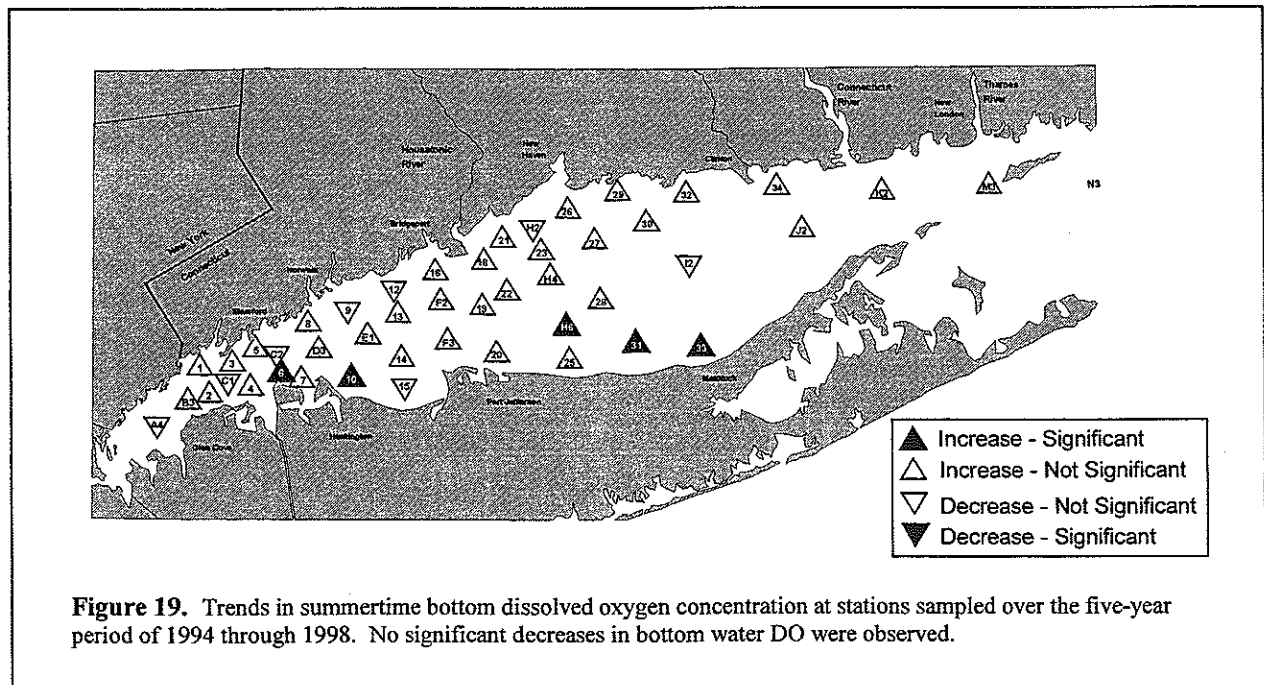 Connecticut
River
Thames
River
New
London
New
Haven
Clinton
Housatonic
River
Bridgeport
New York
Connecticut
Norwalk
Stamford
Glen Cove
Huntington
Port Jefferson
Mattituck
N3
M3
K2
34
J2
32
29
30
26
27
H2
21
23
I2
H4
18
16
22
28
12
F2
19
9
13
8
E1
F3
H6
31
33
D3
14
20
25
5
C2
1
3
6
7
10
15
C1
4
2
B3
A4
Increase - Significant
Increase - Not Significant
Decrease - Not Significant
Decrease - Significant
Figure 19. Trends in summertime bottom dissolved oxygen concentration at stations sampled over the five-year
period of 1994 through 1998. No significant decreases in bottom water DO were observed.